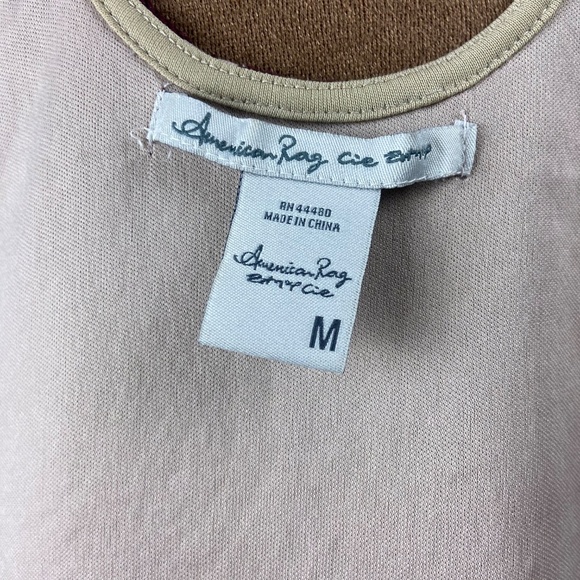 American Rag Cie
RN 44480
MADE IN CHINA
American Rag
Cie
M